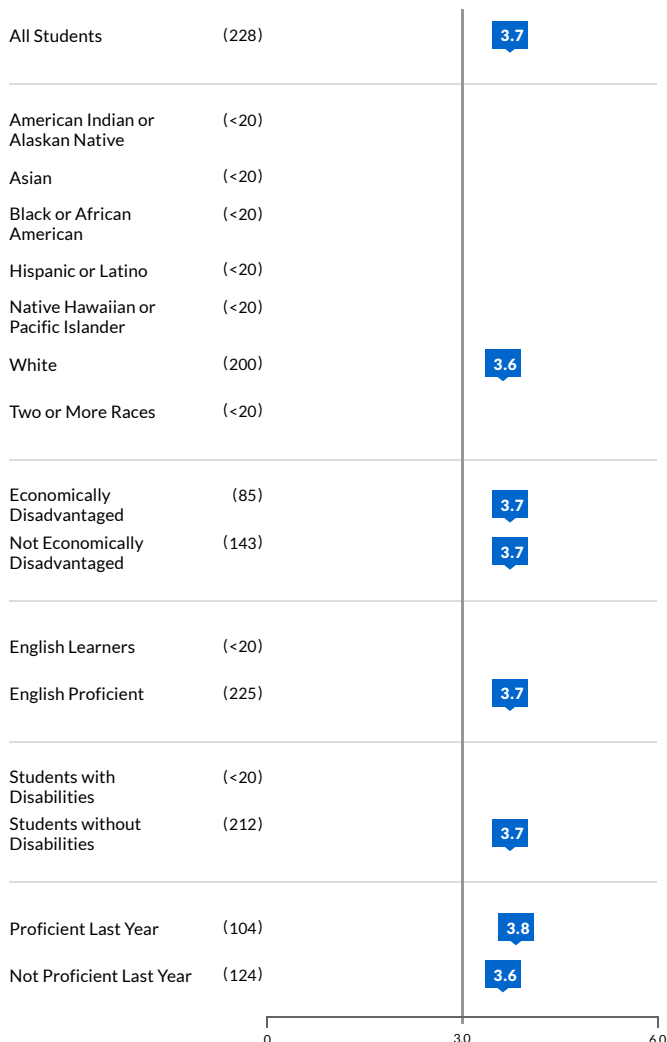 All Students (228) 3.7
American Indian or
Alaskan Native (<20)
Asian (<20)
Black or African
American (<20)
Hispanic or Latino (<20)
Native Hawaiian or
Pacific Islander (<20)
White (200) 3.6
Two or More Races (<20)
Economically
Disadvantaged (85) 3.7
Not Economically
Disadvantaged (143) 3.7
English Learners (<20)
English Proficient (225) 3.7
Students with
Disabilities (<20)
Students without
Disabilities (212) 3.7
Proficient Last Year (104) 3.8
Not Proficient Last Year (124) 3.6
0 3.0 6.0